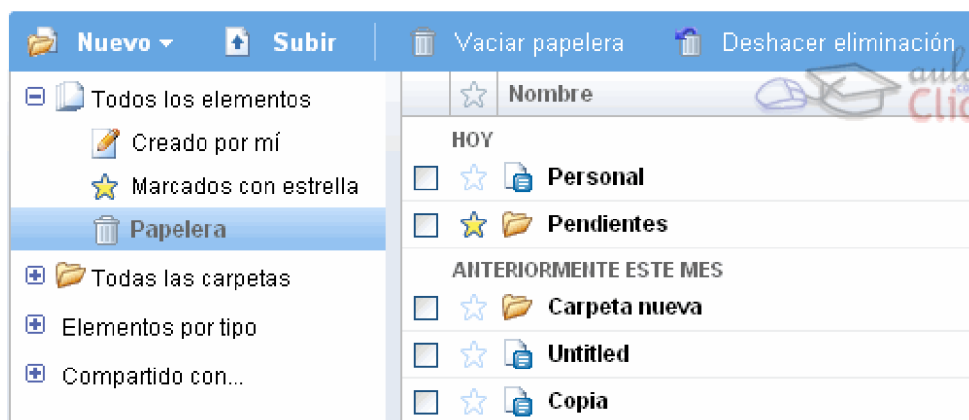 Nuevo Subir Vaciar papelera Deshacer eliminación
Todos los elementos
Creado por mí
Marcados con estrella
Papelera
Todas las carpetas
Elementos por tipo
Compartido con...
Nombre
HOY
Personal
Pendientes
ANTERIORMENTE ESTE MES
Carpeta nueva
Untitled
Copia